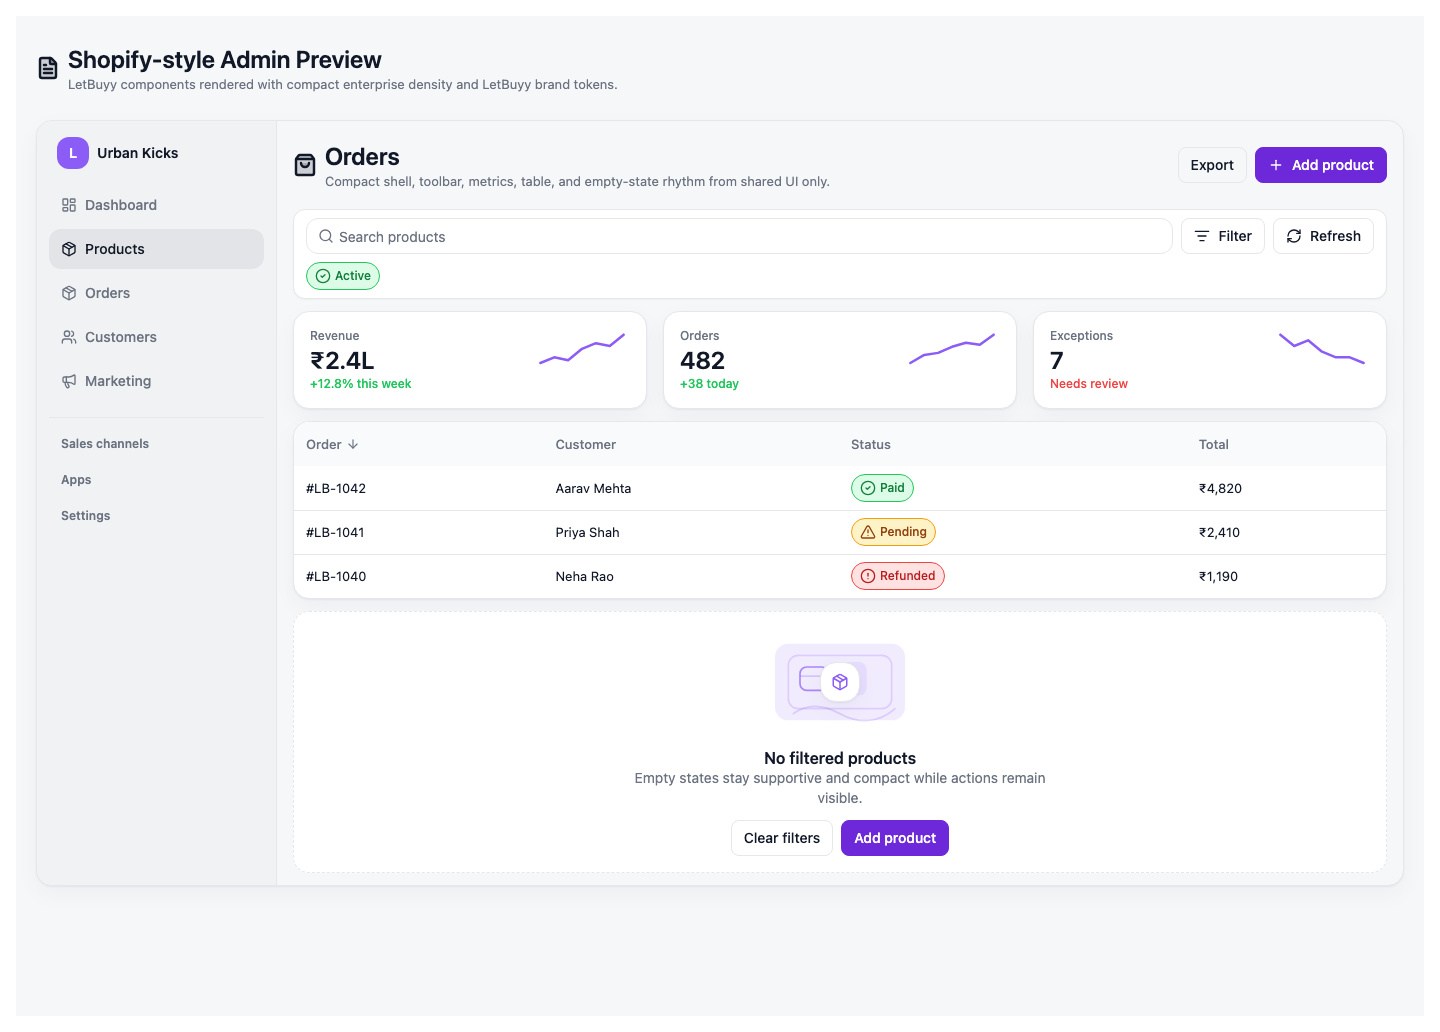 Shopify-style Admin Preview
LetBuyy components rendered with compact enterprise density and LetBuyy brand tokens.
L
Urban Kicks
Dashboard
Products
Orders
Customers
Marketing
Sales channels
Apps
Settings
Orders
Compact shell, toolbar, metrics, table, and empty-state rhythm from shared UI only.
Export
Add product
Search products
Filter
Refresh
Active
Revenue
₹2.4L
+12.8% this week
Orders
482
+38 today
Exceptions
7
Needs review
Order Customer Status Total
#LB-1042 Aarav Mehta Paid ₹4,820
#LB-1041 Priya Shah Pending ₹2,410
#LB-1040 Neha Rao Refunded ₹1,190
No filtered products
Empty states stay supportive and compact while actions remain
visible.
Clear filters
Add product